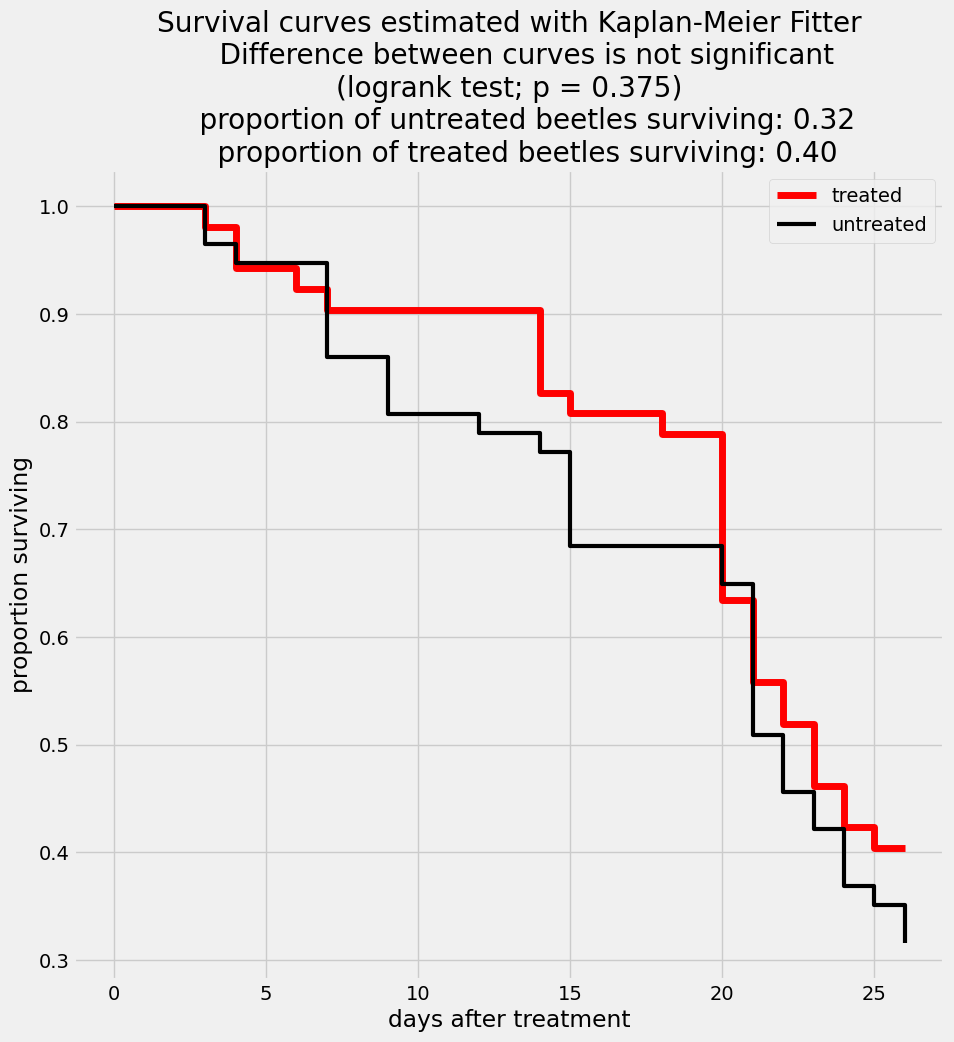 Survival curves estimated with Kaplan-Meier Fitter
Difference between curves is not significant
(logrank test; p = 0.375)
proportion of untreated beetles surviving: 0.32
proportion of treated beetles surviving: 0.40
treated
untreated
1.0
0.9
0.8
0.7
0.6
0.5
0.4
0.3
proportion surviving
0 5 10 15 20 25
days after treatment